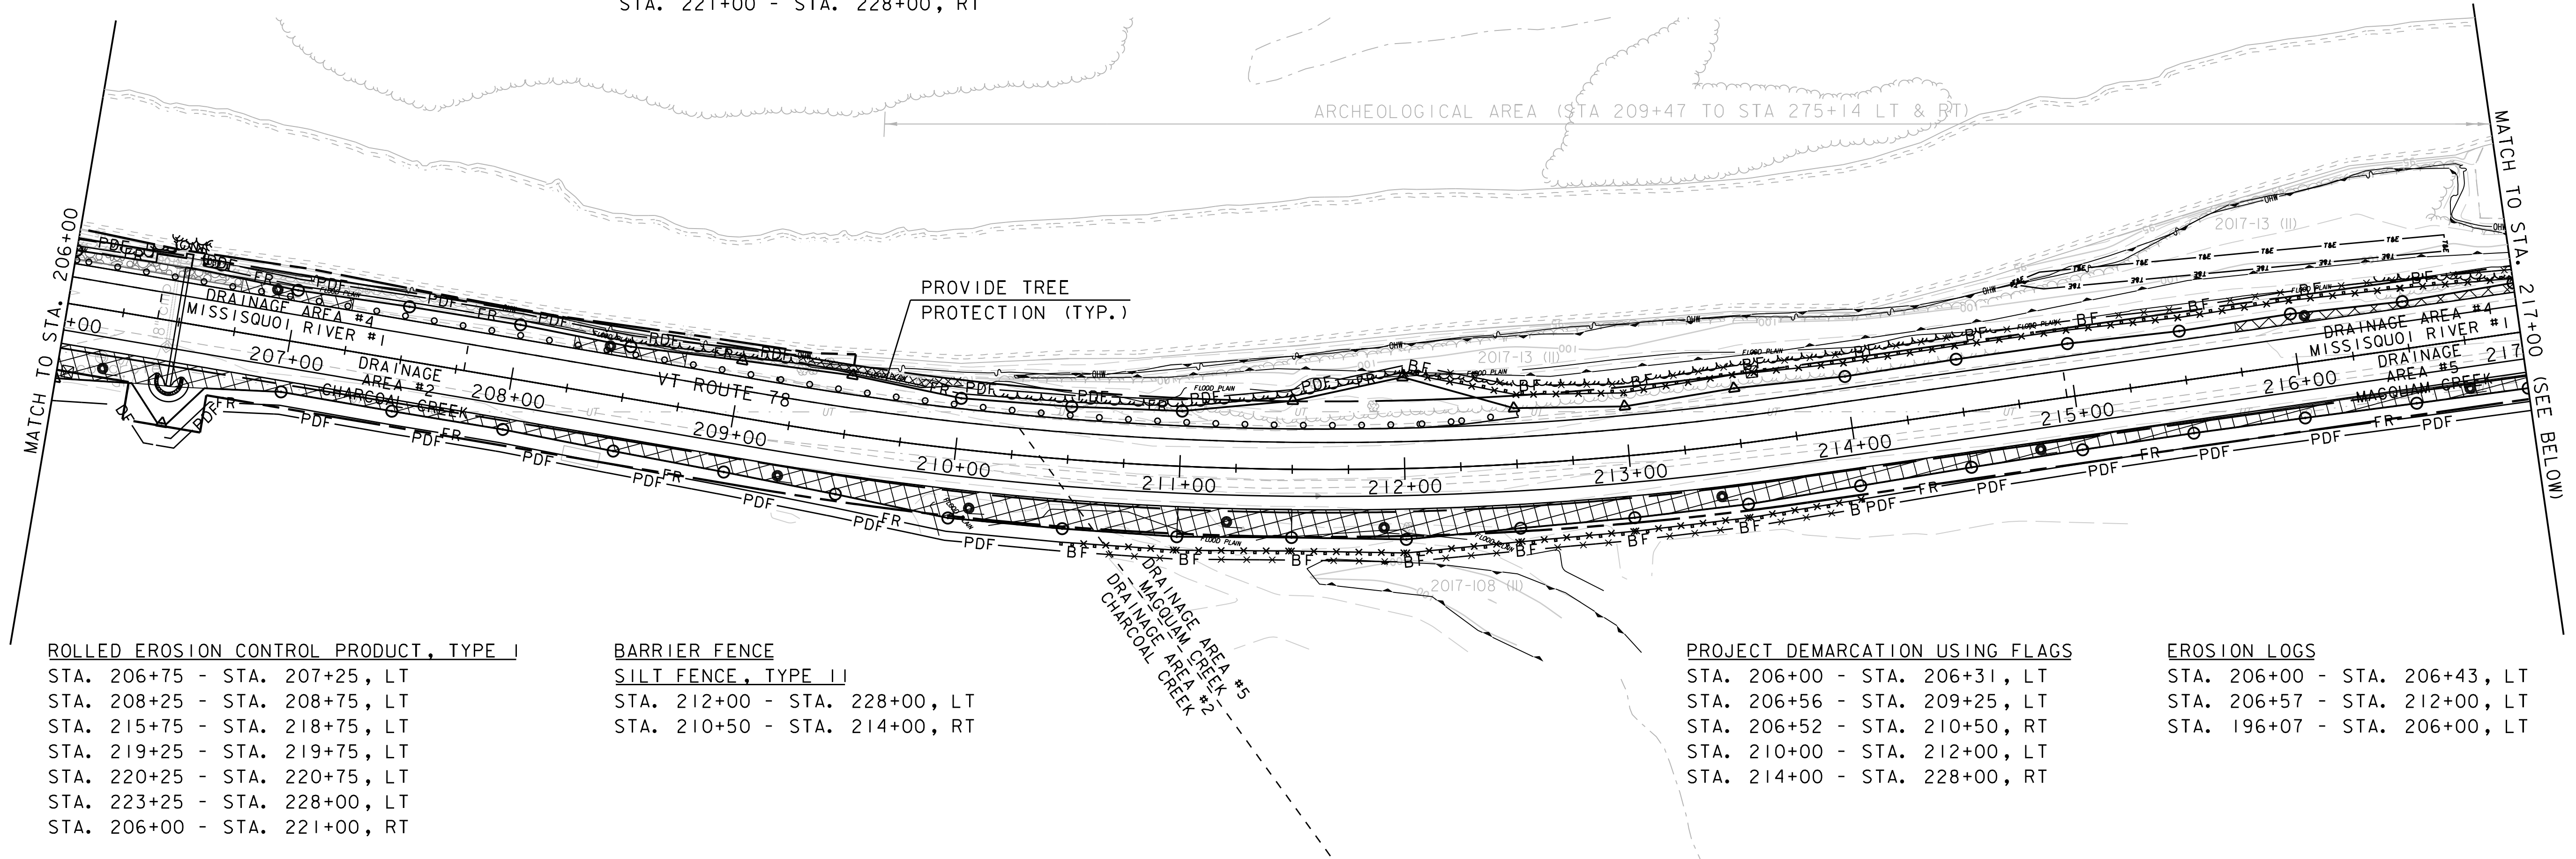 STA. 221+00 - STA. 228+00, RT
ARCHEOLOGICAL AREA (STA 209+47 TO STA 275+14 LT & RT)
MATCH TO STA. 206+00
MATCH TO STA. 217+00 (SEE BELOW)
PROVIDE TREE
PROTECTION (TYP.)
DRAINAGE AREA #4
MISSISQUOI RIVER #1
DRAINAGE
AREA #2
CHARCOAL CREEK
VT ROUTE 78
+00
207+00
208+00
209+00
210+00
211+00
212+00
213+00
214+00
215+00
216+00
217
2017-13 (II)
2017-13 (II)
2017-108 (II)
DRAINAGE AREA #4
MISSISQUOI RIVER #1
DRAINAGE
AREA #5
MAGQUAM CREEK
DRAINAGE AREA #5
MAGQUAM CREEK
DRAINAGE AREA #2
CHARCOAL CREEK
PDF
FR
BF
OHW
T&E
UT
FLOOD PLAIN
ROLLED EROSION CONTROL PRODUCT, TYPE I
STA. 206+75 - STA. 207+25, LT
STA. 208+25 - STA. 208+75, LT
STA. 215+75 - STA. 218+75, LT
STA. 219+25 - STA. 219+75, LT
STA. 220+25 - STA. 220+75, LT
STA. 223+25 - STA. 228+00, LT
STA. 206+00 - STA. 221+00, RT
BARRIER FENCE
SILT FENCE, TYPE II
STA. 212+00 - STA. 228+00, LT
STA. 210+50 - STA. 214+00, RT
PROJECT DEMARCATION USING FLAGS
STA. 206+00 - STA. 206+31, LT
STA. 206+56 - STA. 209+25, LT
STA. 206+52 - STA. 210+50, RT
STA. 210+00 - STA. 212+00, LT
STA. 214+00 - STA. 228+00, RT
EROSION LOGS
STA. 206+00 - STA. 206+43, LT
STA. 206+57 - STA. 212+00, LT
STA. 196+07 - STA. 206+00, LT